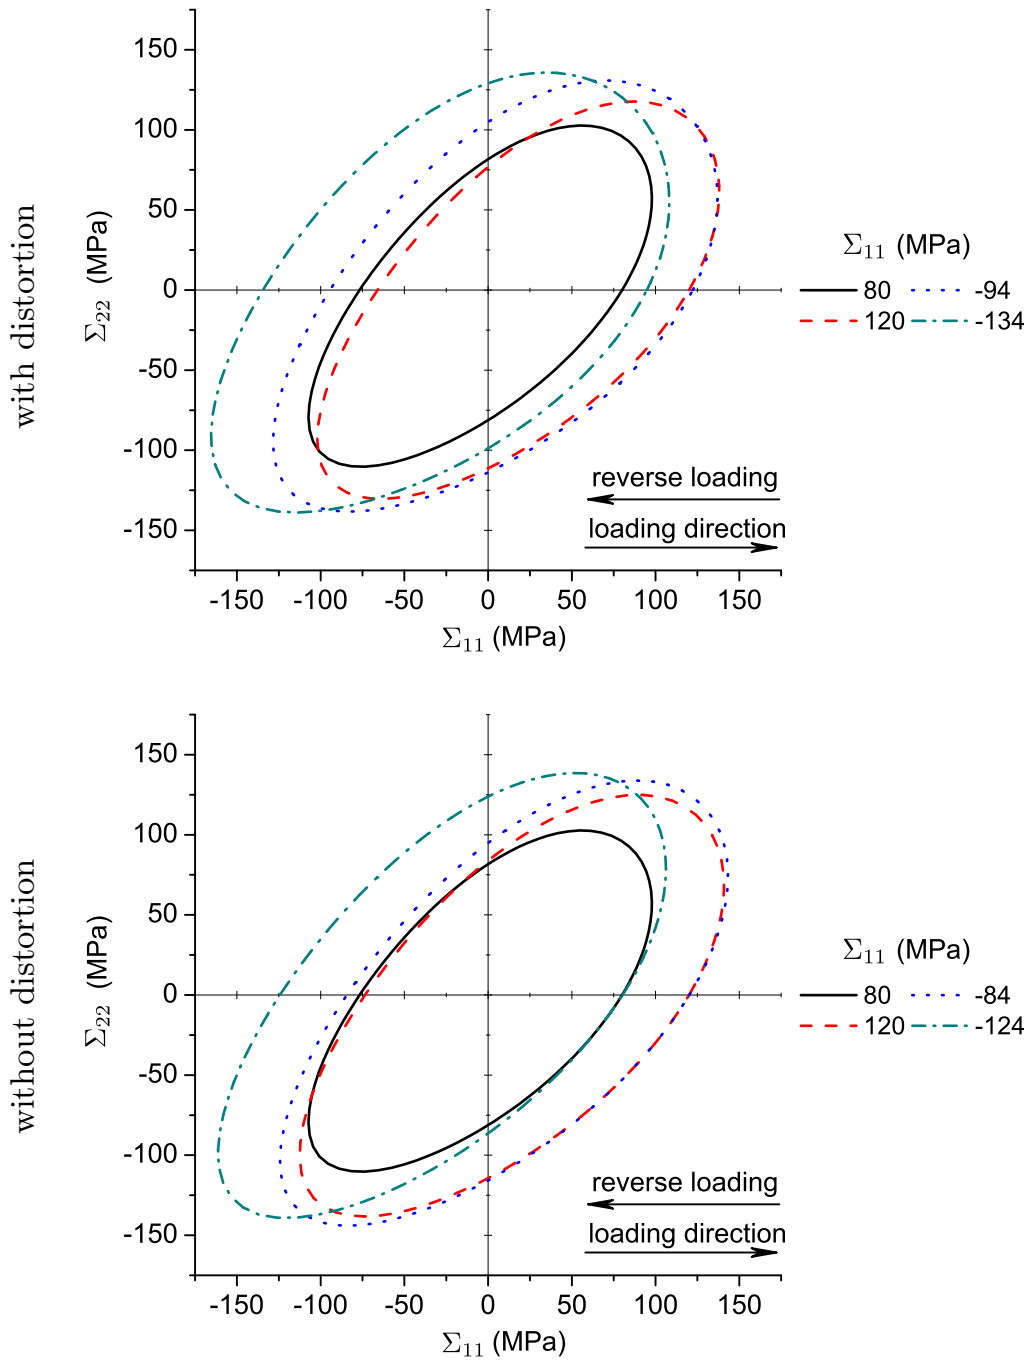 with distortion
Σ22 (MPa)
150
100
50
0
-50
-100
-150
-150 -100 -50 0 50 100 150
Σ11 (MPa)
reverse loading
loading direction
Σ11 (MPa)
80 -94
120 -134
without distortion
Σ22 (MPa)
150
100
50
0
-50
-100
-150
-150 -100 -50 0 50 100 150
Σ11 (MPa)
reverse loading
loading direction
Σ11 (MPa)
80 -84
120 -124